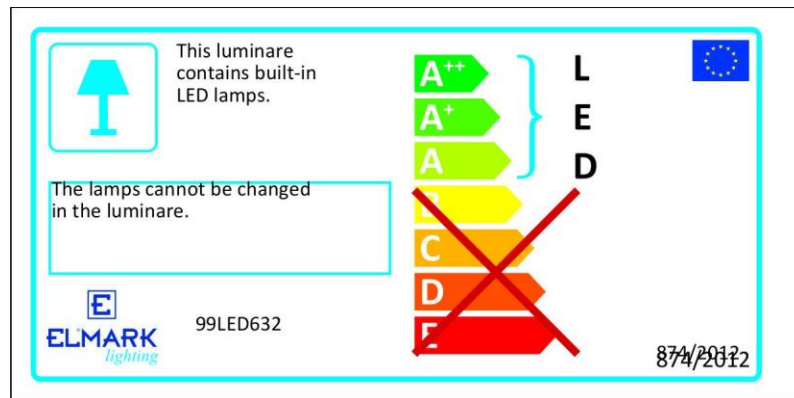 This luminare
contains built-in
LED lamps.
The lamps cannot be changed
in the luminare.
E
ELMARK
lighting
99LED632
A++
A+
A
B
C
D
E
L
E
D
874/2012
874/2012